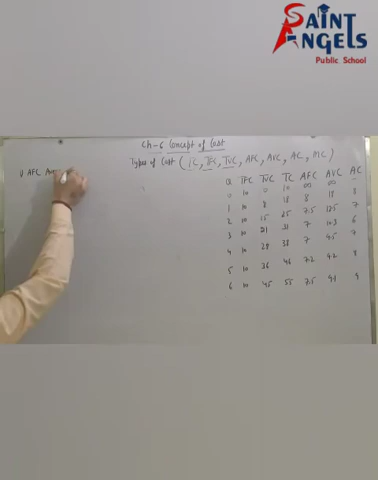 SAINT
ANGELS
Public School
Ch-6 Concept of Cost
Types of Cost (TC, TFC, TVC, AFC, AVC, AC, MC)
1) AFC
Q TFC TVC TC AFC AVC AC
0 10 0 10 ∞ ∞ -
1 10 8 18 8 18 8
2 10 15 25 7.5 12.5 7
3 10 21 31 7 10.3 6
4 10 28 38 7 9.5 7
5 10 36 46 7.2 9.2 8
6 10 45 55 7.5 9.1 9